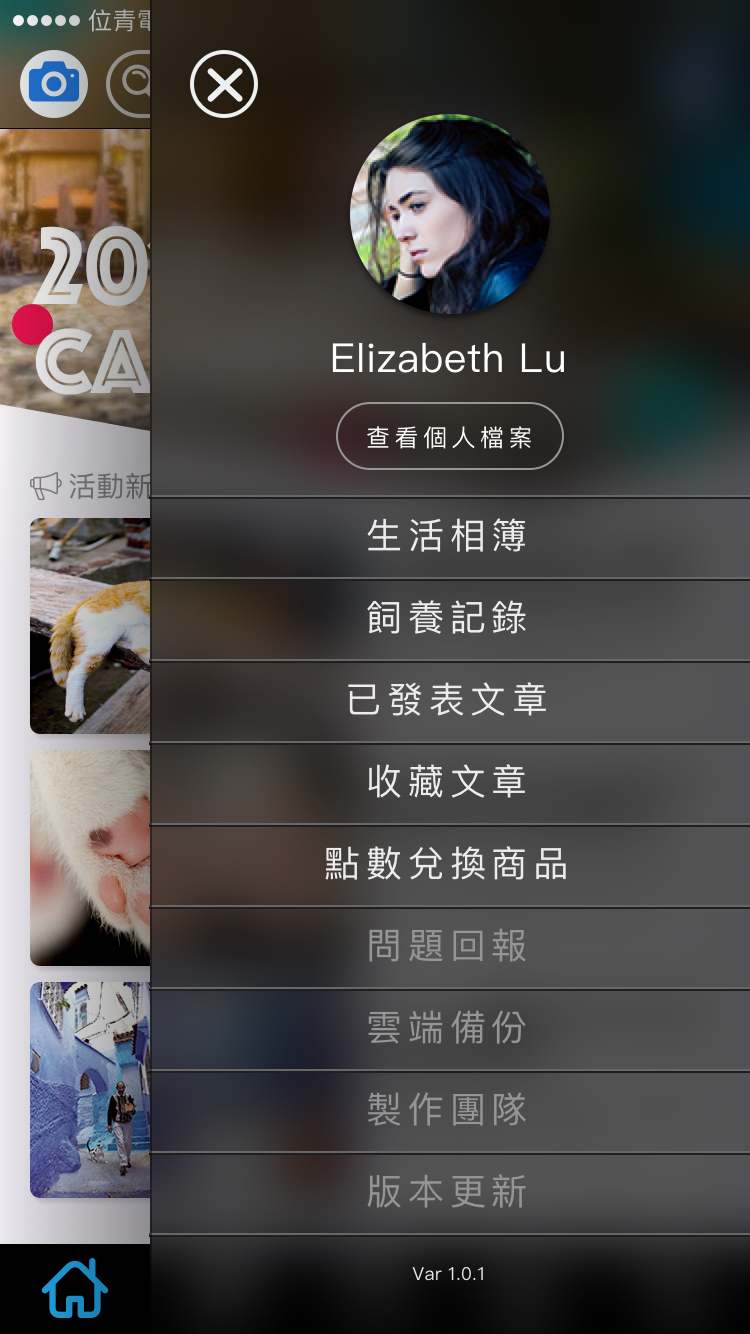 位青電
20
CA
活動新
Elizabeth Lu
查看個人檔案
生活相簿
飼養記錄
已發表文章
收藏文章
點數兌換商品
問題回報
雲端備份
製作團隊
版本更新
Var 1.0.1